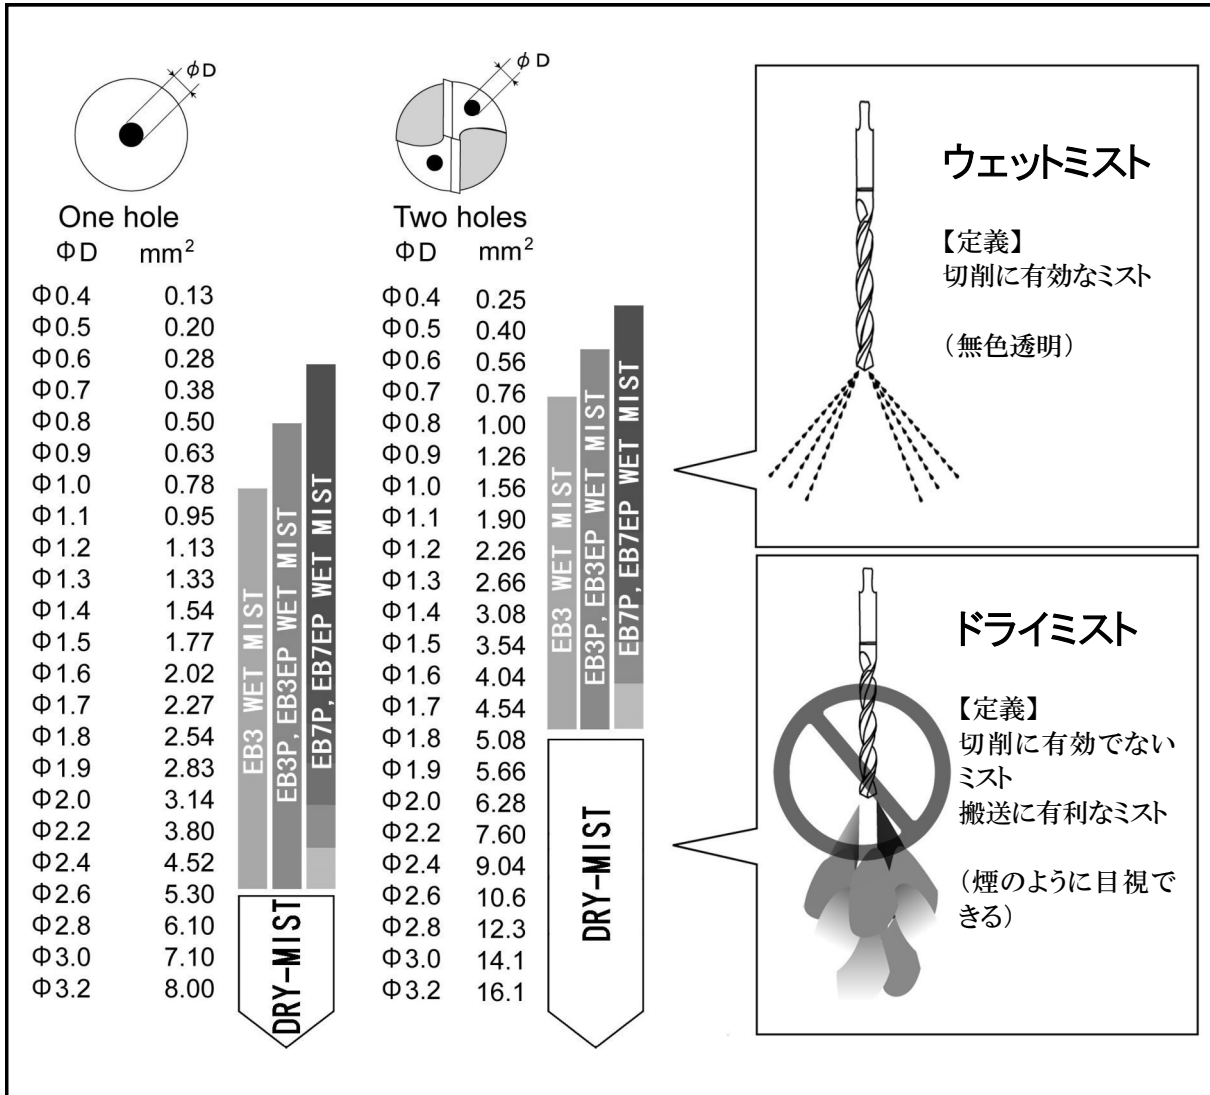 φD
One hole
ΦD mm²
Φ0.4 0.13
Φ0.5 0.20
Φ0.6 0.28
Φ0.7 0.38
Φ0.8 0.50
Φ0.9 0.63
Φ1.0 0.78
Φ1.1 0.95
Φ1.2 1.13
Φ1.3 1.33
Φ1.4 1.54
Φ1.5 1.77
Φ1.6 2.02
Φ1.7 2.27
Φ1.8 2.54
Φ1.9 2.83
Φ2.0 3.14
Φ2.2 3.80
Φ2.4 4.52
Φ2.6 5.30
Φ2.8 6.10
Φ3.0 7.10
Φ3.2 8.00
EB3 WET MIST
EB3P, EB3EP WET MIST
EB7P, EB7EP WET MIST
DRY-MIST
φD
Two holes
ΦD mm²
Φ0.4 0.25
Φ0.5 0.40
Φ0.6 0.56
Φ0.7 0.76
Φ0.8 1.00
Φ0.9 1.26
Φ1.0 1.56
Φ1.1 1.90
Φ1.2 2.26
Φ1.3 2.66
Φ1.4 3.08
Φ1.5 3.54
Φ1.6 4.04
Φ1.7 4.54
Φ1.8 5.08
Φ1.9 5.66
Φ2.0 6.28
Φ2.2 7.60
Φ2.4 9.04
Φ2.6 10.6
Φ2.8 12.3
Φ3.0 14.1
Φ3.2 16.1
EB3 WET MIST
EB3P, EB3EP WET MIST
EB7P, EB7EP WET MIST
DRY-MIST
ウェットミスト
【定義】
切削に有効なミスト
（無色透明）
ドライミスト
【定義】
切削に有効でない
ミスト
搬送に有利なミスト
（煙のように目視で
きる）